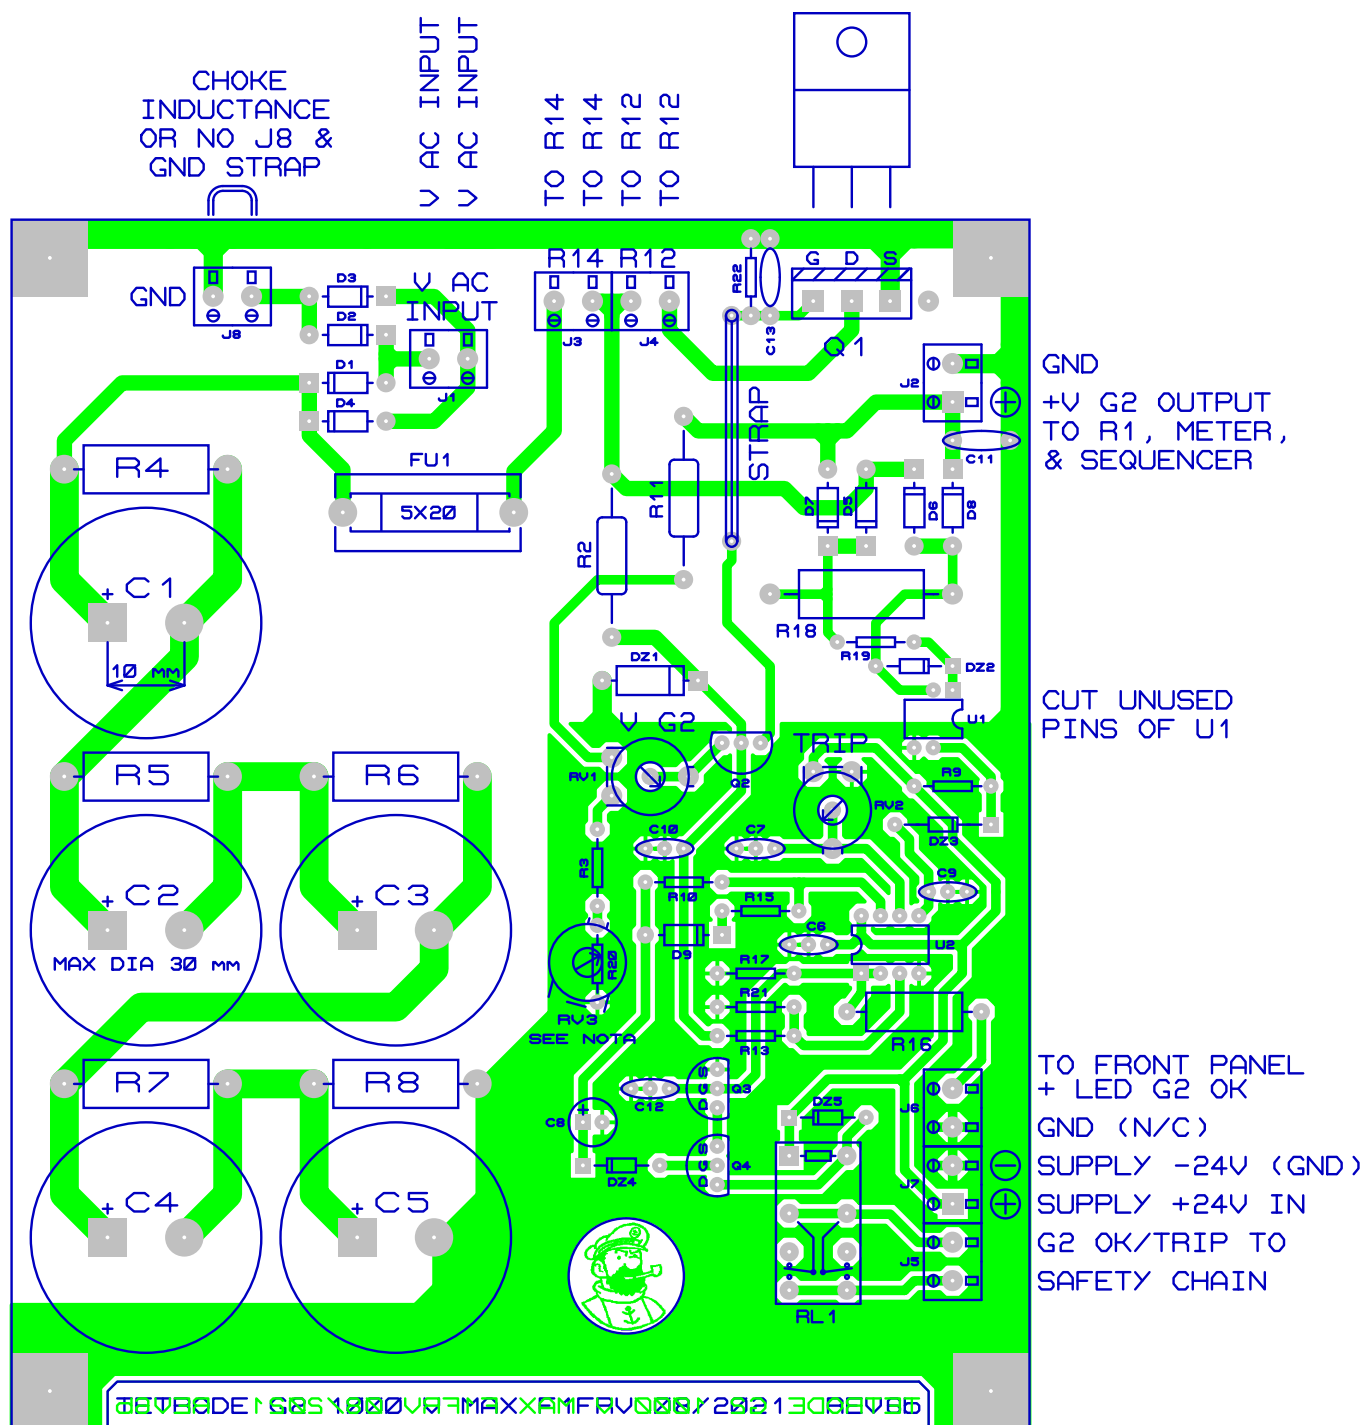 CHOKE
INDUCTANCE
OR NO J8 &
GND STRAP
V AC INPUT
V AC INPUT
TO R14
TO R14
TO R12
TO R12
R14 R12
R22
C13
G D S
Q1
GND
J8
D3
D2
D1
D4
V AC
INPUT
J1
J3
J4
STRAP
J2
GND
+V G2 OUTPUT
TO R1, METER,
& SEQUENCER
C11
R4
FU1
5X20
R11
R2
D7
D5
D6
D8
+ C1
10 MM
R18
R19
DZ2
DZ1
U1
CUT UNUSED
PINS OF U1
V G2
TRIP
RV1
Q2
RV2
R9
DZ3
R5
R6
C10
C7
R3
R10
R15
C9
+ C2
+ C3
C6
U2
D9
R20
R17
MAX DIA 30 MM
RV3
SEE NOTA
R21
R13
R16
R7
R8
TO FRONT PANEL
+ LED G2 OK
GND (N/C)
SUPPLY -24V (GND)
SUPPLY +24V IN
G2 OK/TRIP TO
SAFETY CHAIN
J6
J7
J5
C12
D G S
Q3
DZ5
+
C8
DZ4
D G S
Q4
+ C4
+ C5
RL1